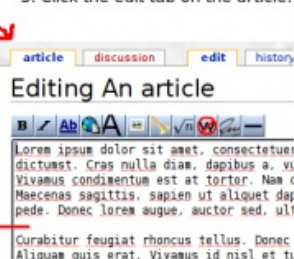 5. Click the edit tab on the article.
article discussion edit history
Editing An article
B I Ab A √n W
Lorem ipsum dolor sit amet, consectetuer
dictumst. Cras nulla diam, dapibus a, vu
Vivamus condimentum est at tortor. Nam
Maecenas sagittis, sapien ut aliquet dap
pede. Donec lorem augue, auctor sed, ult
Curabitur feugiat rhoncus tellus. Donec
Aliquam quis erat. Vivamus id nisl et tu